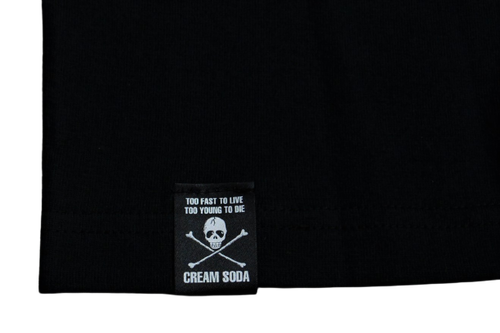 TOO FAST TO LIVE
TOO YOUNG TO DIE
CREAM SODA